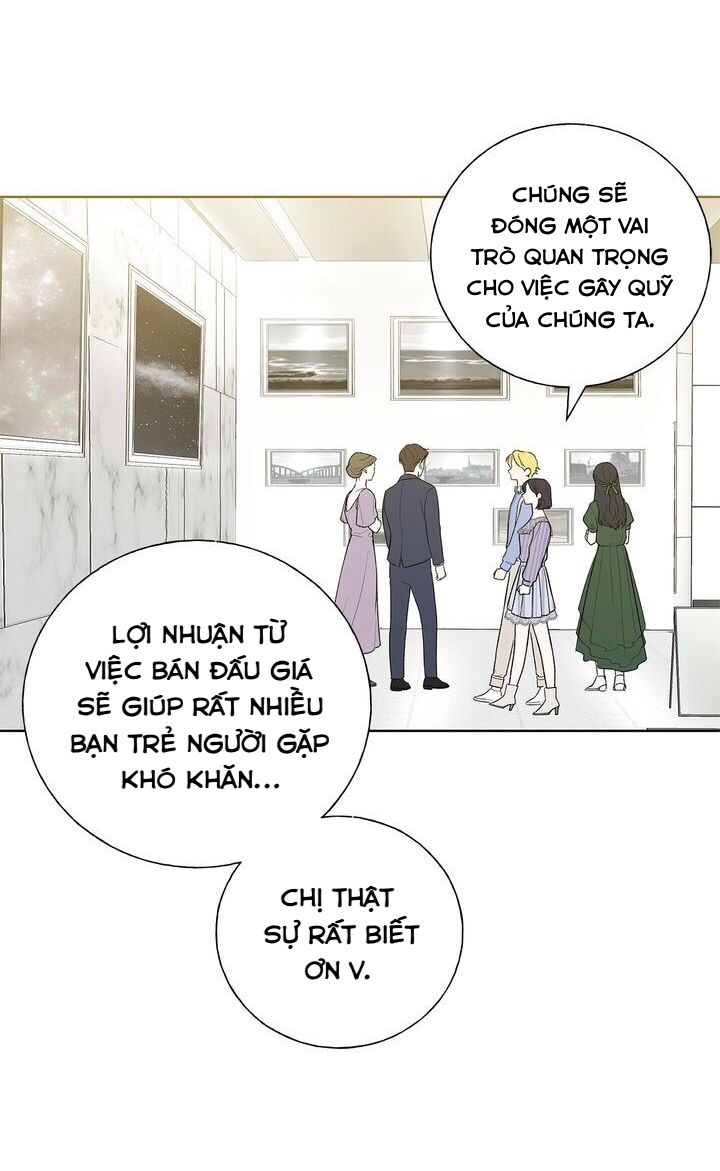 CHÚNG SẼ
ĐÓNG MỘT VAI
TRÒ QUAN TRỌNG
CHO VIỆC GÂY QUỸ
CỦA CHÚNG TA.
LỢI NHUẬN TỪ
VIỆC BÁN ĐẤU GIÁ
SẼ GIÚP RẤT NHIỀU
BẠN TRẺ NGƯỜI GẶP
KHÓ KHĂN...
CHỊ THẬT
SỰ RẤT BIẾT
ƠN V.